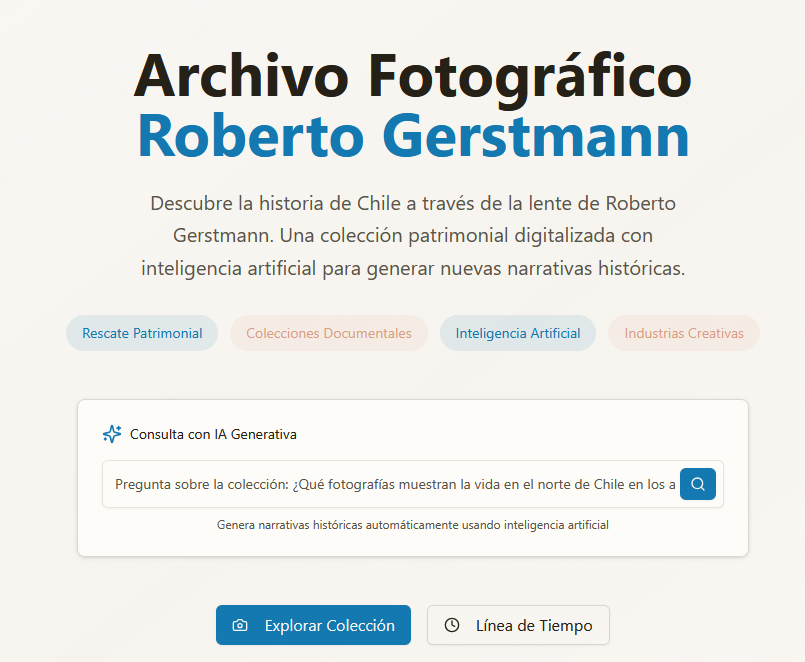 Archivo Fotográfico
Roberto Gerstmann
Descubre la historia de Chile a través de la lente de Roberto
Gerstmann. Una colección patrimonial digitalizada con
inteligencia artificial para generar nuevas narrativas históricas.
Rescate Patrimonial
Colecciones Documentales
Inteligencia Artificial
Industrias Creativas
Consulta con IA Generativa
Pregunta sobre la colección: ¿Qué fotografías muestran la vida en el norte de Chile en los a
Genera narrativas históricas automáticamente usando inteligencia artificial
Explorar Colección
Línea de Tiempo